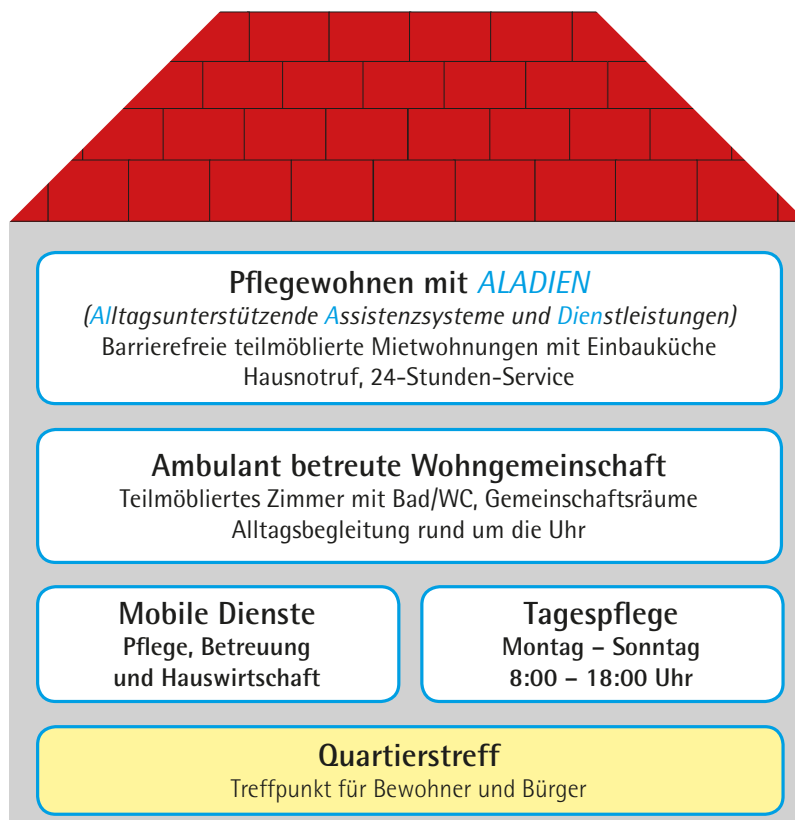 Pflegewohnen mit ALADIEN
(Alltagsunterstützende Assistenzsysteme und Dienstleistungen)
Barrierefreie teilmöblierte Mietwohnungen mit Einbauküche
Hausnotruf, 24-Stunden-Service
Ambulant betreute Wohngemeinschaft
Teilmöbliertes Zimmer mit Bad/WC, Gemeinschaftsräume
Alltagsbegleitung rund um die Uhr
Mobile Dienste
Pflege, Betreuung
und Hauswirtschaft
Tagespflege
Montag – Sonntag
8:00 – 18:00 Uhr
Quartierstreff
Treffpunkt für Bewohner und Bürger